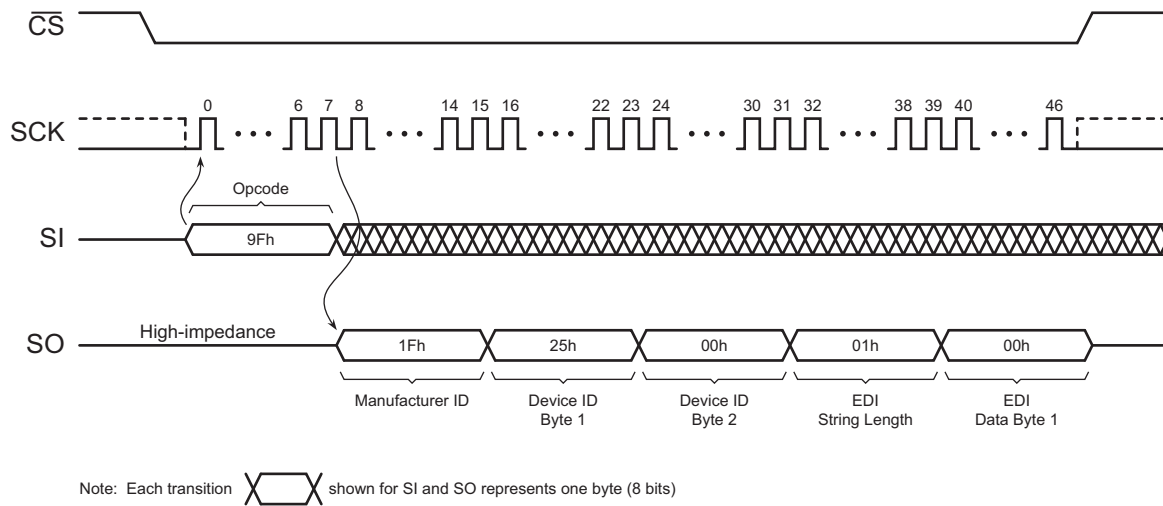 CS
SCK
0 6 7 8 14 15 16 22 23 24 30 31 32 38 39 40 46
Opcode
SI
9Fh
High-impedance
SO
1Fh 25h 00h 01h 00h
Manufacturer ID
Device ID
Byte 1
Device ID
Byte 2
EDI
String Length
EDI
Data Byte 1
Note: Each transition shown for SI and SO represents one byte (8 bits)